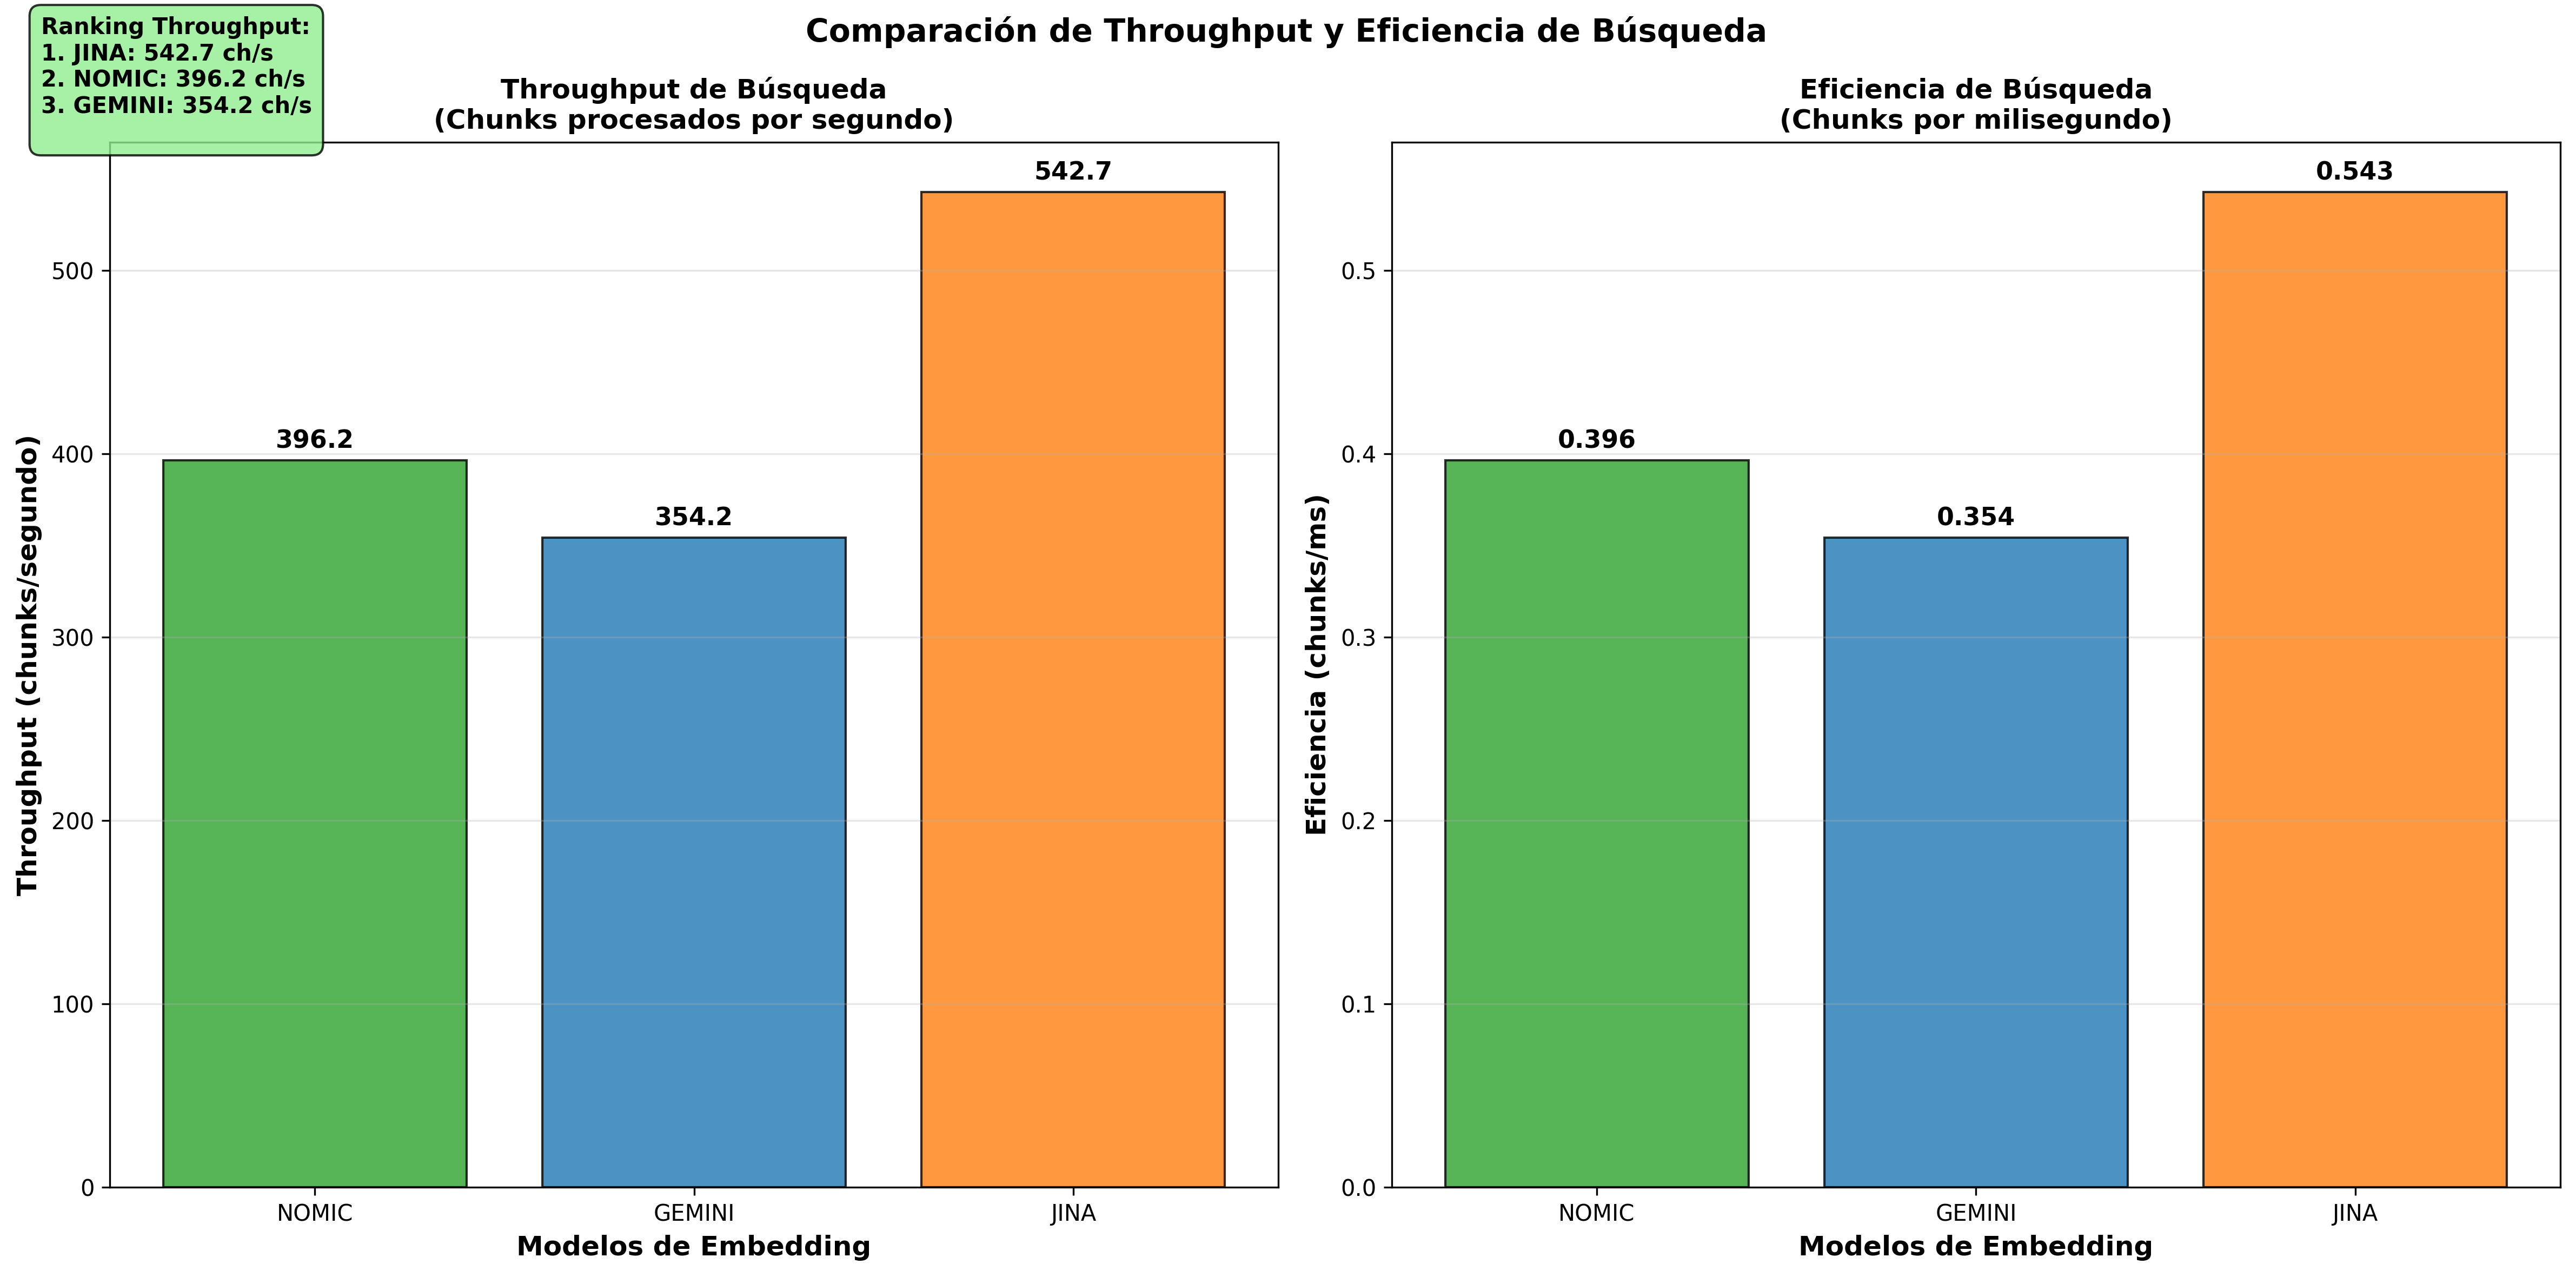 Ranking Throughput:
1. JINA: 542.7 ch/s
2. NOMIC: 396.2 ch/s
3. GEMINI: 354.2 ch/s
Comparación de Throughput y Eficiencia de Búsqueda
Throughput de Búsqueda
(Chunks procesados por segundo)
Throughput (chunks/segundo)
500
400
300
200
100
0
396.2
354.2
542.7
NOMIC
GEMINI
JINA
Modelos de Embedding
Eficiencia de Búsqueda
(Chunks por milisegundo)
Eficiencia (chunks/ms)
0.5
0.4
0.3
0.2
0.1
0.0
0.396
0.354
0.543
NOMIC
GEMINI
JINA
Modelos de Embedding